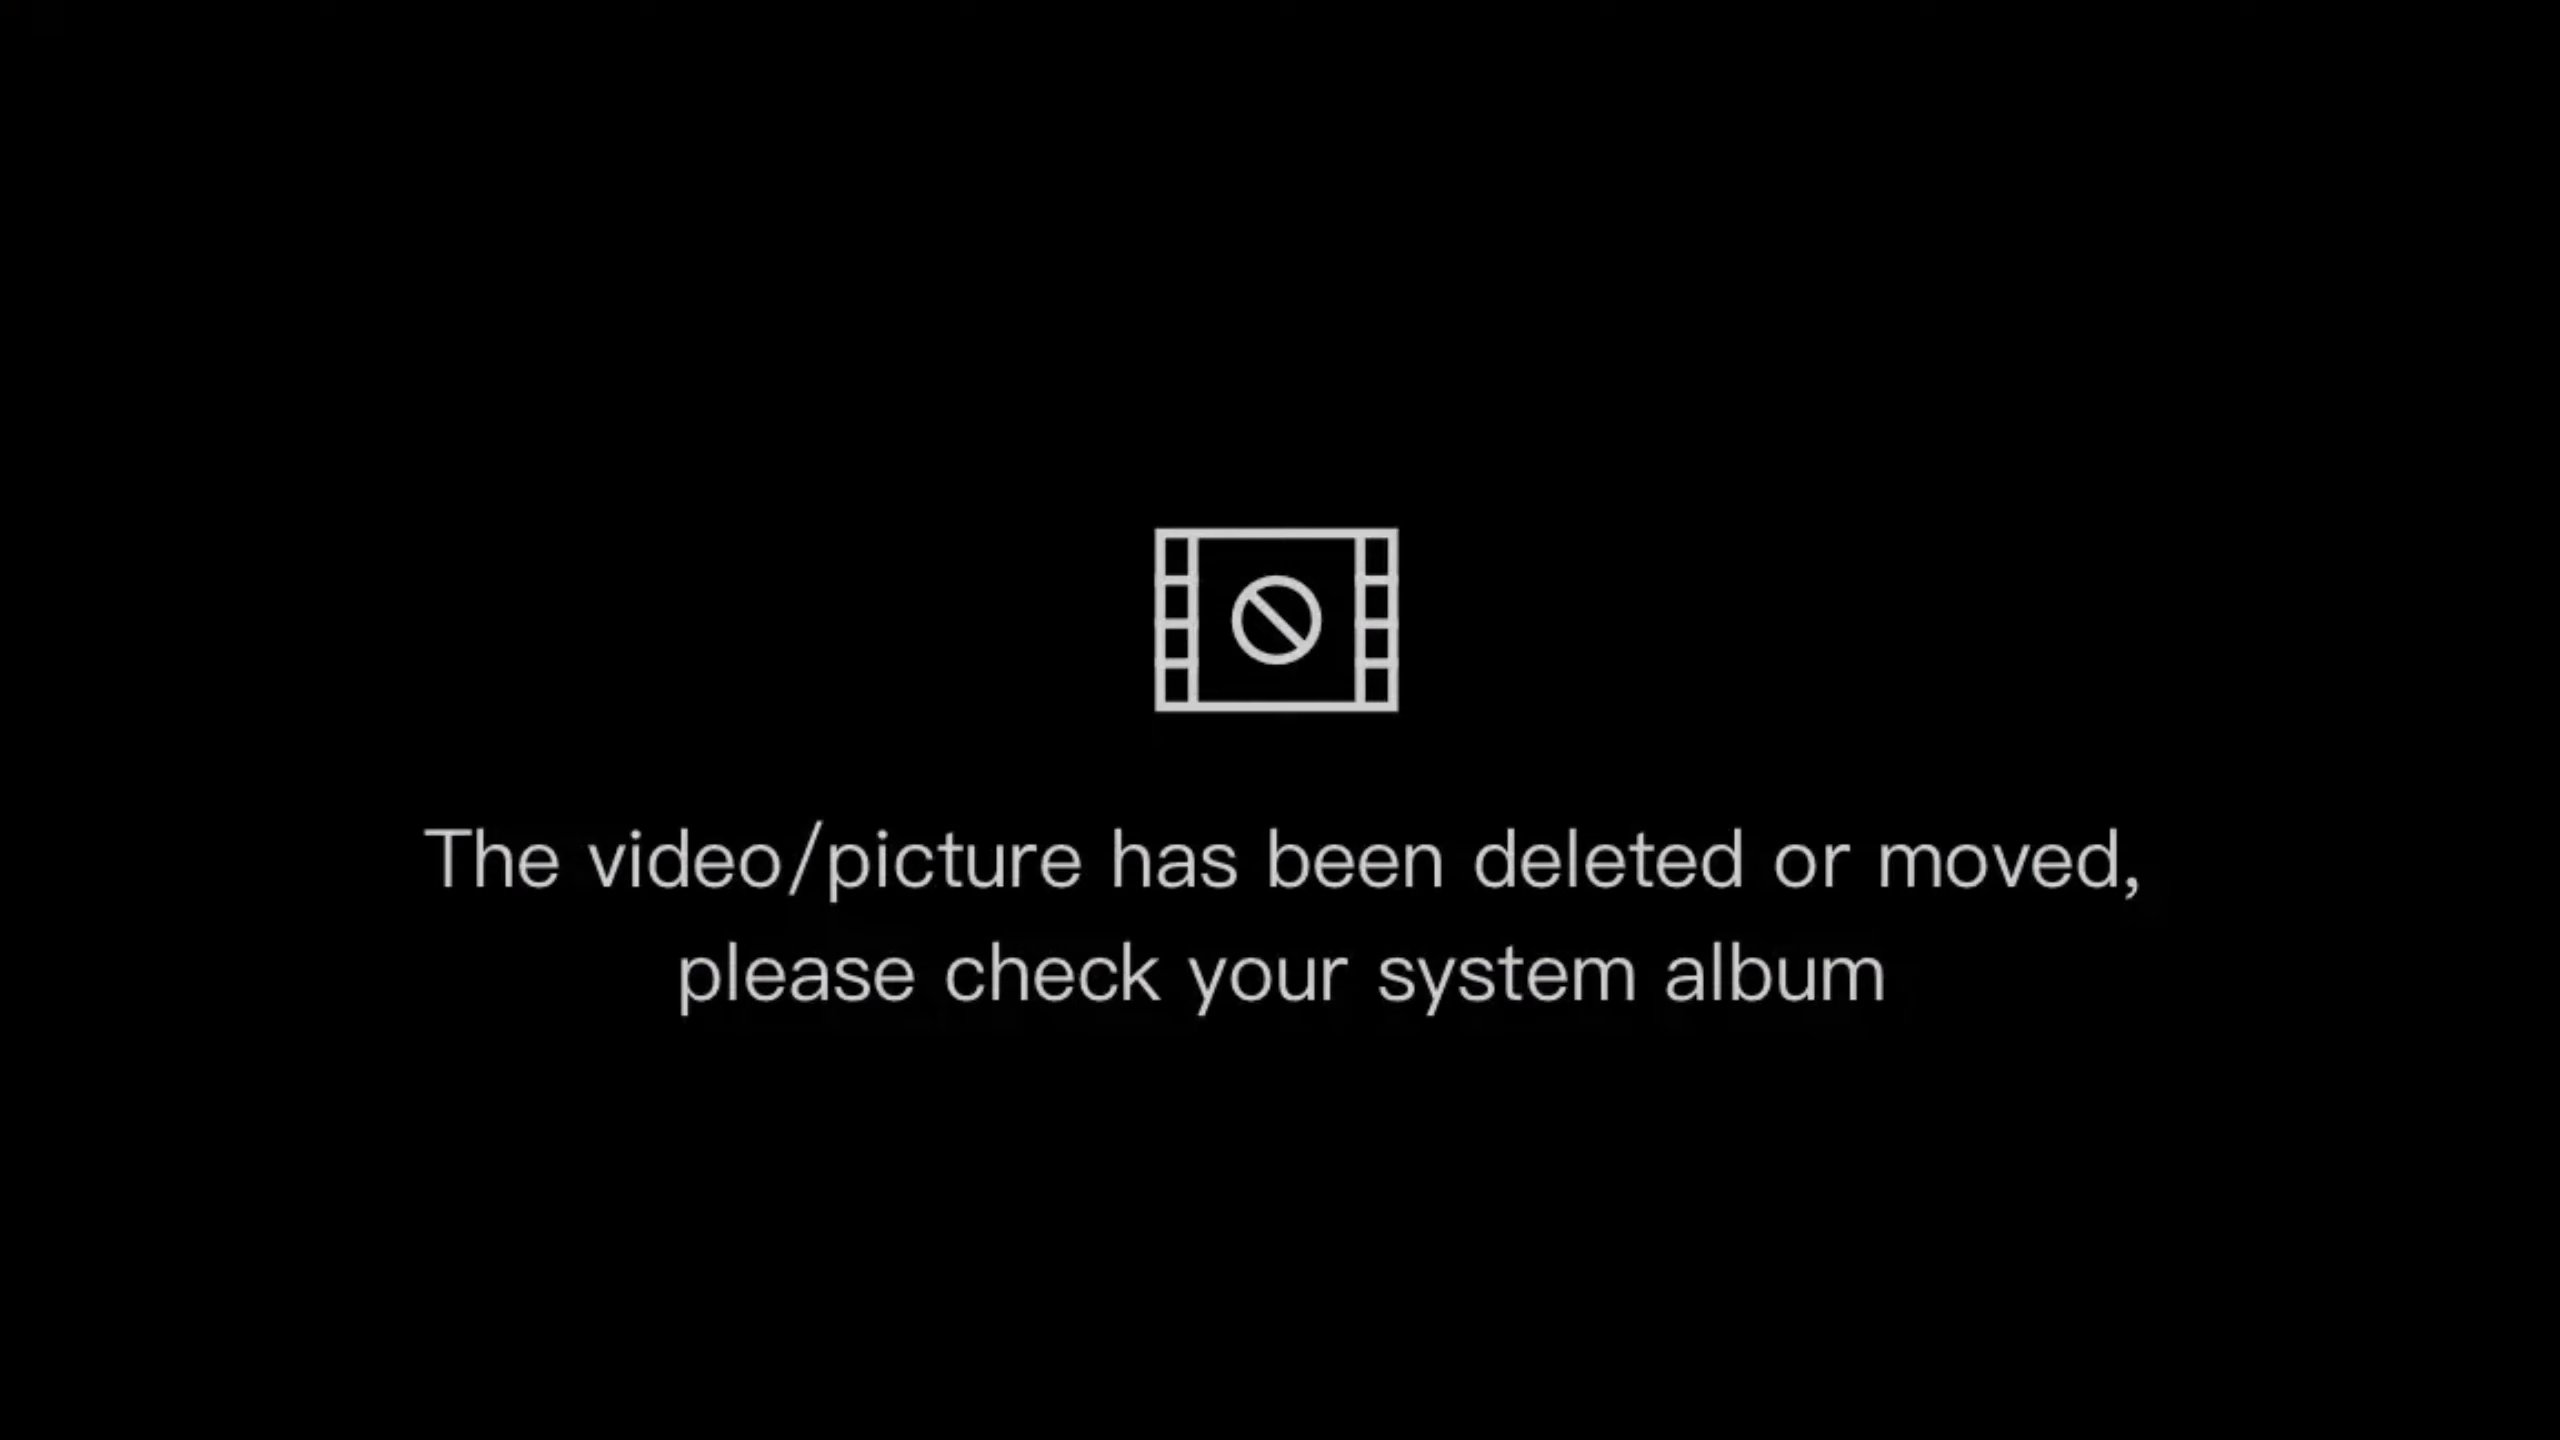 The video/picture has been deleted or moved,
please check your system album